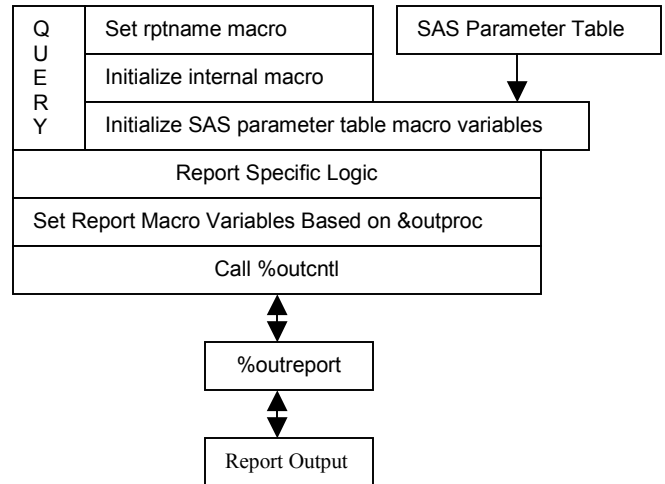 QUERY
Set rptname macro
SAS Parameter Table
Initialize internal macro
Initialize SAS parameter table macro variables
Report Specific Logic
Set Report Macro Variables Based on &outproc
Call %outcntl
%outreport
Report Output